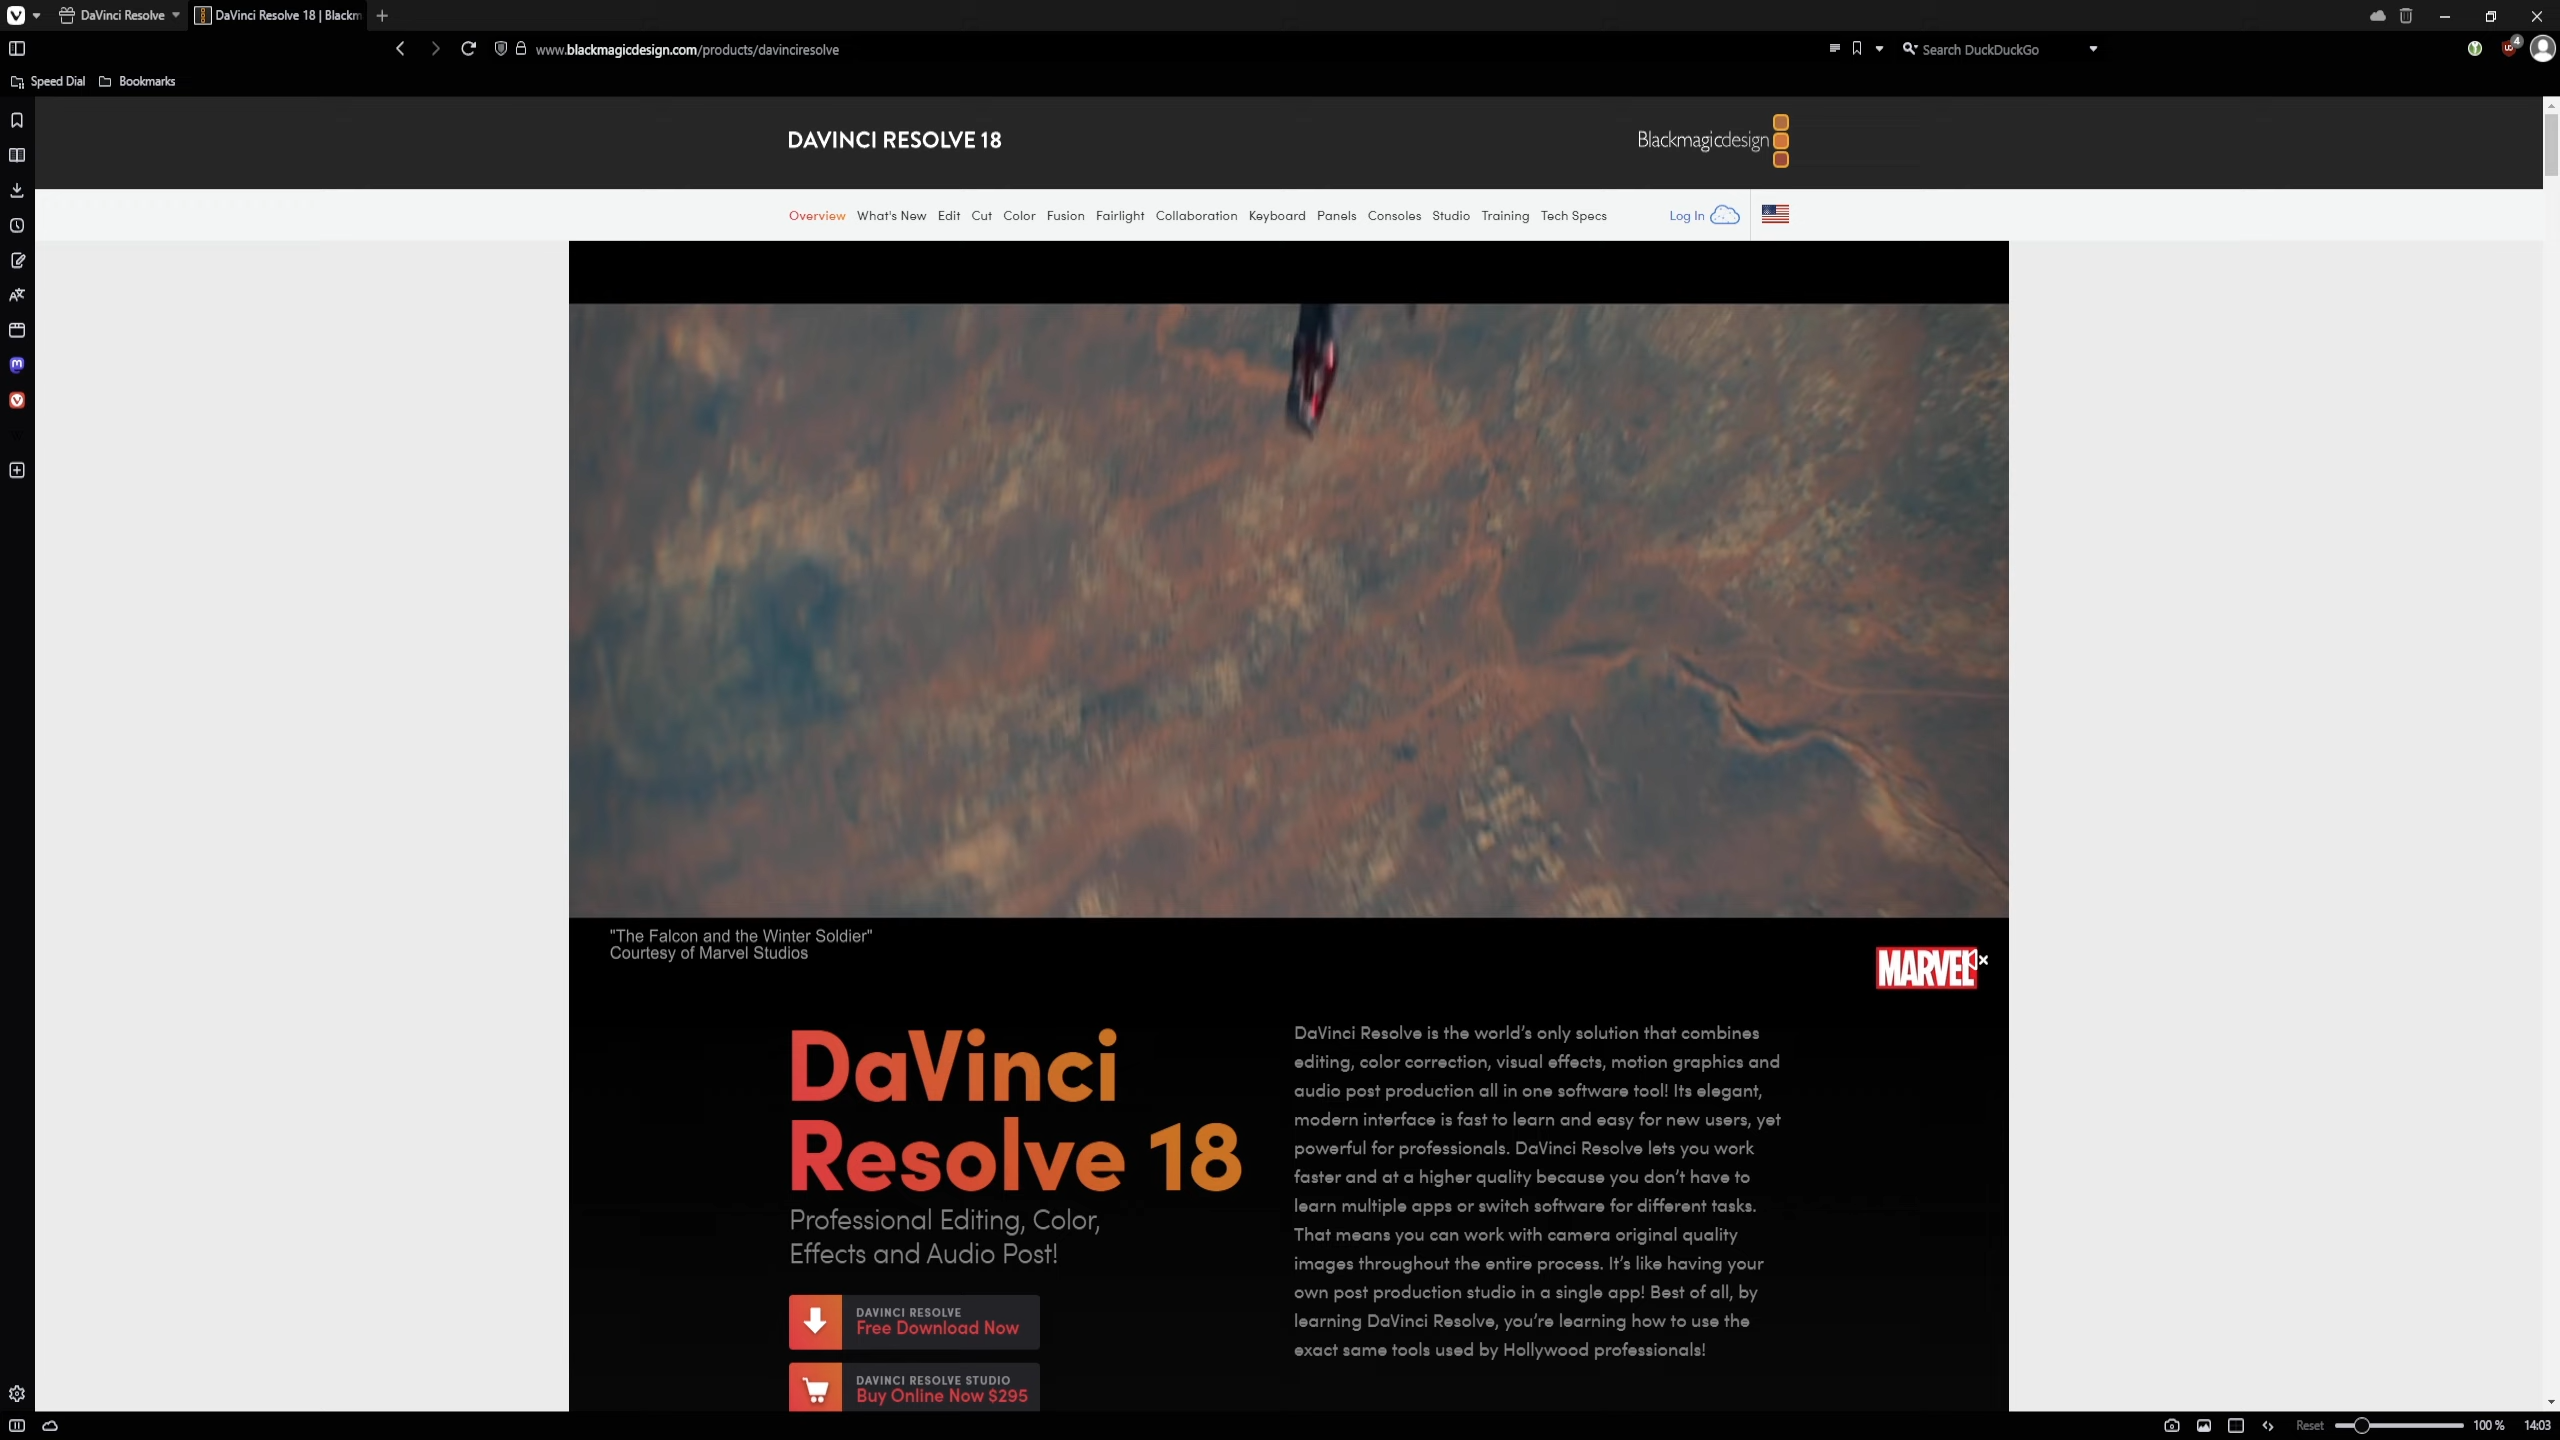 DaVinci Resolve
DaVinci Resolve 18 | Blackm
www.blackmagicdesign.com/products/davinciresolve
Search DuckDuckGo
4
Speed Dial
Bookmarks
DAVINCI RESOLVE 18
Blackmagicdesign
Overview What's New Edit Cut Color Fusion Fairlight Collaboration Keyboard Panels Consoles Studio Training Tech Specs
Log In
"The Falcon and the Winter Soldier"
Courtesy of Marvel Studios
MARVEL
DaVinci
Resolve 18
Professional Editing, Color,
Effects and Audio Post!
DAVINCI RESOLVE
Free Download Now
DAVINCI RESOLVE STUDIO
Buy Online Now $295
DaVinci Resolve is the world's only solution that combines
editing, color correction, visual effects, motion graphics and
audio post production all in one software tool! Its elegant,
modern interface is fast to learn and easy for new users, yet
powerful for professionals. DaVinci Resolve lets you work
faster and at a higher quality because you don't have to
learn multiple apps or switch software for different tasks.
That means you can work with camera original quality
images throughout the entire process. It's like having your
own post production studio in a single app! Best of all, by
learning DaVinci Resolve, you're learning how to use the
exact same tools used by Hollywood professionals!
Reset
100 %
14:03